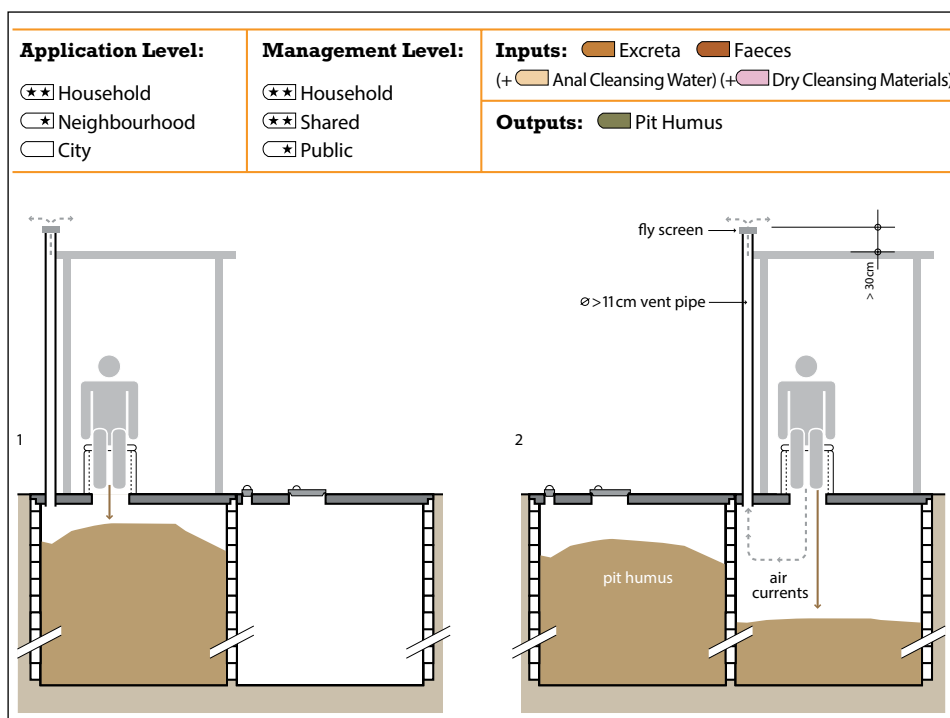 Application Level:
Household
Neighbourhood
City
Management Level:
Household
Shared
Public
Inputs: Excreta Faeces
(+ Anal Cleansing Water) (+ Dry Cleansing Materials)
Outputs: Pit Humus
1
2
fly screen
> 30cm
⌀ >11cm vent pipe
pit humus
air
currents